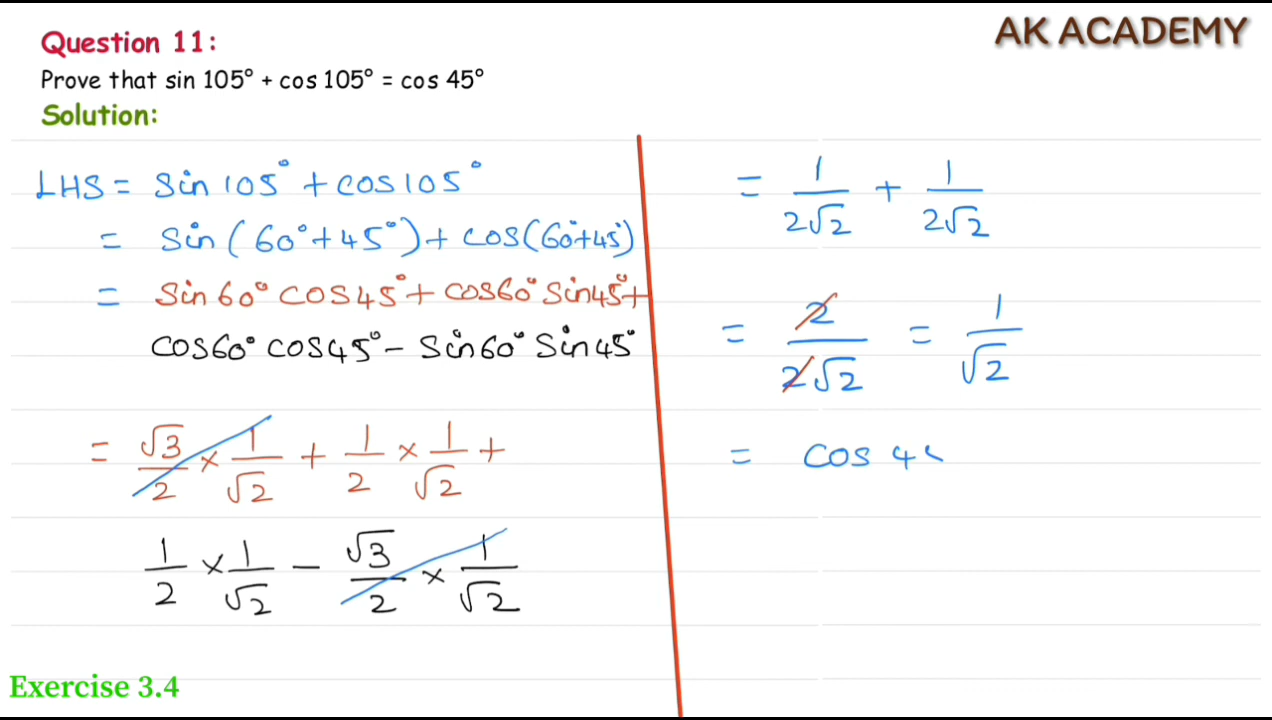 AK ACADEMY
Question 11:
Prove that sin 105° + cos 105° = cos 45°
Solution:
LHS = sin 105° + cos 105°
= sin (60° + 45°) + cos(60°+45°)
= sin 60° cos 45° + cos 60° sin 45° +
cos 60° cos 45° - sin 60° sin 45°
= √3/2 × 1/√2 + 1/2 × 1/√2 +
1/2 × 1/√2 - √3/2 × 1/√2
= 1/2√2 + 1/2√2
= 2/2√2 = 1/√2
= cos 4
Exercise 3.4